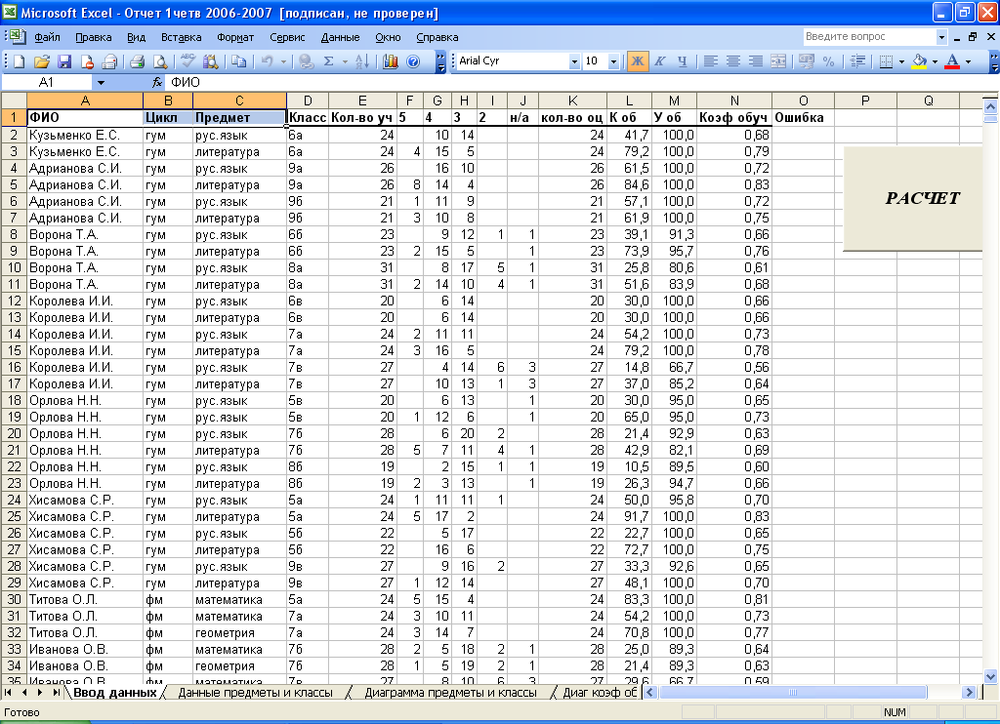 Microsoft Excel - Отчет 1четв 2006-2007 [подписан, не проверен]
Файл Правка Вид Вставка Формат Сервис Данные Окно Справка Введите вопрос
Arial Cyr 10 Ж К Ч
A1 fx ФИО
A B C D E F G H I J K L M N O P Q
1 ФИО Цикл Предмет Класс Кол-во уч 5 4 3 2 н/а кол-во оц К об У об Коэф обуч Ошибка
2 Кузьменко Е.С. гум рус.язык 6а 24 10 14 24 41,7 100,0 0,68
3 Кузьменко Е.С. гум литература 6а 24 4 15 5 24 79,2 100,0 0,79
4 Адрианова С.И. гум рус.язык 9а 26 16 10 26 61,5 100,0 0,72
5 Адрианова С.И. гум литература 9а 26 8 14 4 26 84,6 100,0 0,83
6 Адрианова С.И. гум рус.язык 9б 21 1 11 9 21 57,1 100,0 0,72
РАСЧЕТ
7 Адрианова С.И. гум литература 9б 21 3 10 8 21 61,9 100,0 0,75
8 Ворона Т.А. гум рус.язык 6б 23 9 12 1 1 23 39,1 91,3 0,66
9 Ворона Т.А. гум литература 6б 23 2 15 5 1 23 73,9 95,7 0,76
10 Ворона Т.А. гум рус.язык 8а 31 8 17 5 1 31 25,8 80,6 0,61
11 Ворона Т.А. гум литература 8а 31 2 14 10 4 1 31 51,6 83,9 0,68
12 Королева И.И. гум рус.язык 6в 20 6 14 20 30,0 100,0 0,66
13 Королева И.И. гум литература 6в 20 6 14 20 30,0 100,0 0,66
14 Королева И.И. гум рус.язык 7а 24 2 11 11 24 54,2 100,0 0,73
15 Королева И.И. гум литература 7а 24 3 16 5 24 79,2 100,0 0,78
16 Королева И.И. гум рус.язык 7в 27 4 14 6 3 27 14,8 66,7 0,56
17 Королева И.И. гум литература 7в 27 10 13 1 3 27 37,0 85,2 0,64
18 Орлова Н.Н. гум рус.язык 5в 20 6 13 1 20 30,0 95,0 0,65
19 Орлова Н.Н. гум рус.язык 5в 20 1 12 6 1 20 65,0 95,0 0,73
20 Орлова Н.Н. гум рус.язык 7б 28 6 20 2 28 21,4 92,9 0,63
21 Орлова Н.Н. гум литература 7б 28 5 7 11 4 1 28 42,9 82,1 0,69
22 Орлова Н.Н. гум рус.язык 8б 19 2 15 1 1 19 10,5 89,5 0,60
23 Орлова Н.Н. гум литература 8б 19 2 3 13 1 19 26,3 94,7 0,66
24 Хисамова С.Р. гум рус.язык 5а 24 1 11 11 1 24 50,0 95,8 0,70
25 Хисамова С.Р. гум литература 5а 24 5 17 2 24 91,7 100,0 0,83
26 Хисамова С.Р. гум рус.язык 5б 22 5 17 22 22,7 100,0 0,65
27 Хисамова С.Р. гум литература 5б 22 16 6 22 72,7 100,0 0,75
28 Хисамова С.Р. гум рус.язык 9в 27 9 16 2 27 33,3 92,6 0,65
29 Хисамова С.Р. гум литература 9в 27 1 12 14 27 48,1 100,0 0,70
30 Титова О.Л. фм математика 5а 24 5 15 4 24 83,3 100,0 0,81
31 Титова О.Л. фм математика 7а 24 3 10 11 24 54,2 100,0 0,73
32 Титова О.Л. фм геометрия 7а 24 3 14 7 24 70,8 100,0 0,77
33 Иванова О.В. фм математика 7б 28 2 5 18 2 1 28 25,0 89,3 0,64
34 Иванова О.В. фм геометрия 7б 28 1 5 19 2 1 28 21,4 89,3 0,63
35 Иванова О.В. фм математика 7в 27 8 10 6 3 27 29,6 66,7 0,59
Ввод данных Данные предметы и классы Диаграмма предметы и классы Диаг коэф об
Готово NUM